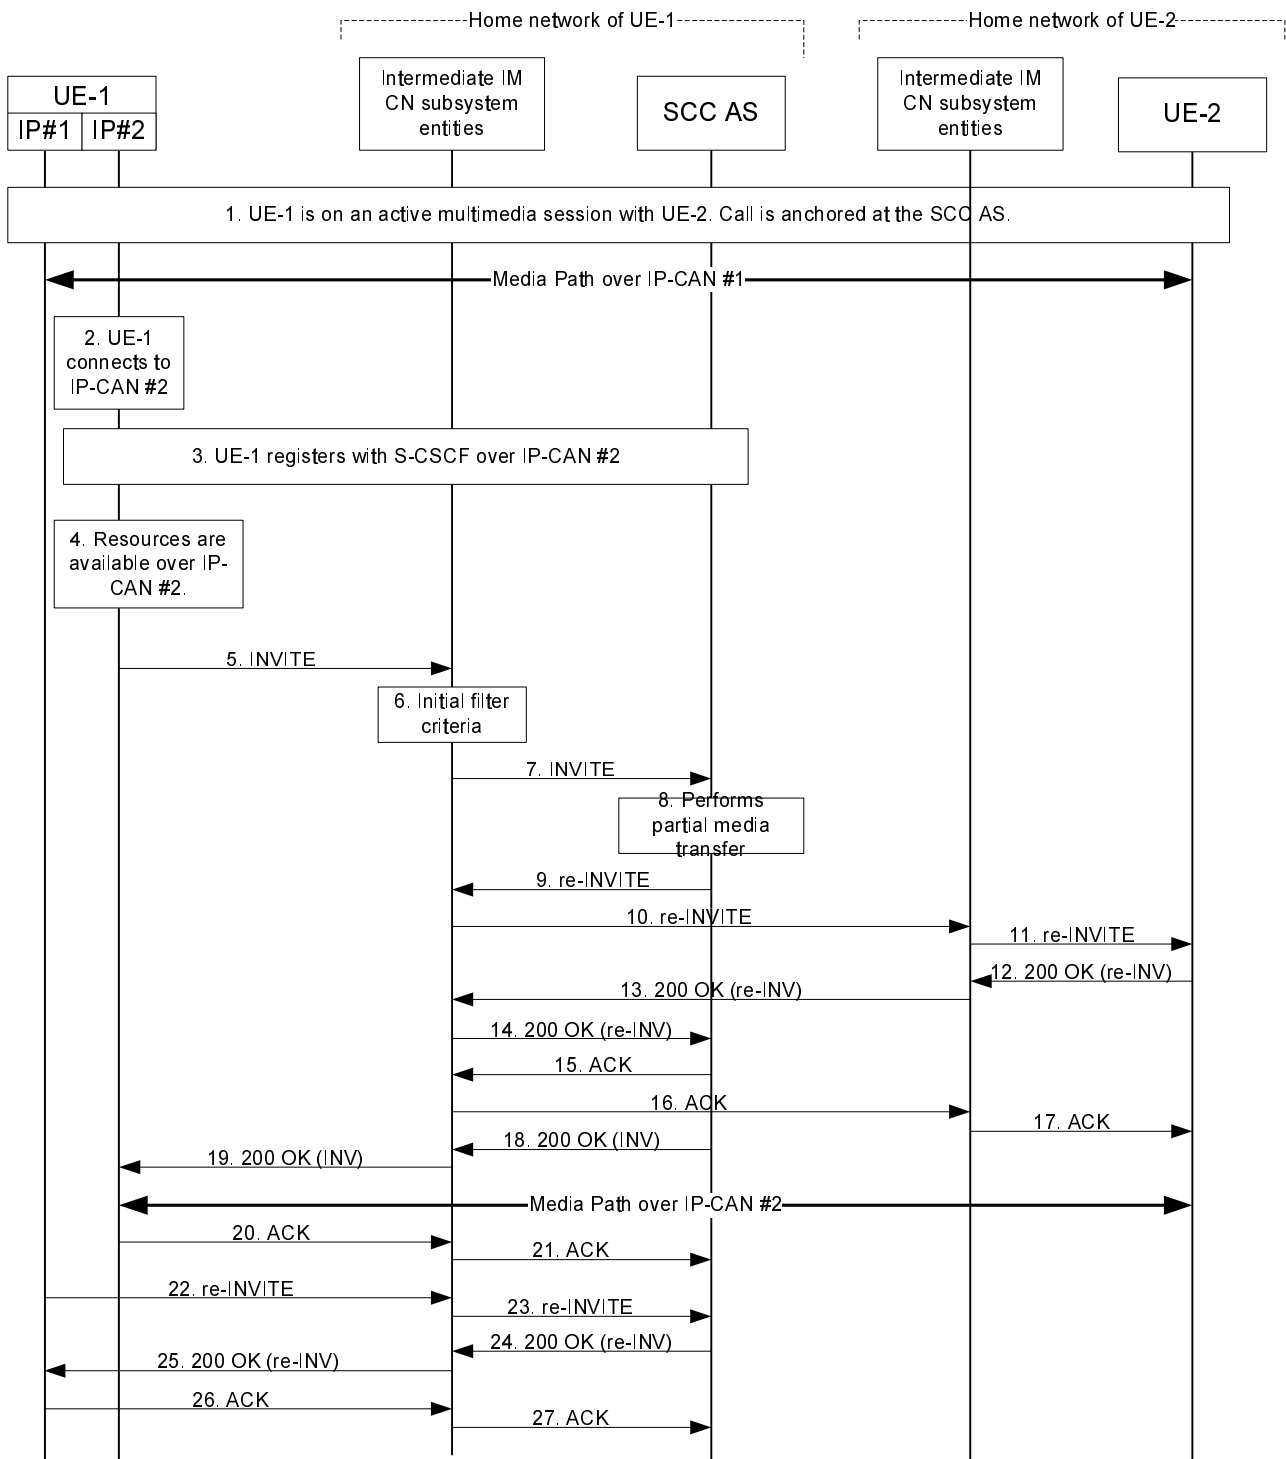 Home network of UE-1
Home network of UE-2
UE-1
IP#1
IP#2
Intermediate IM
CN subsystem
entities
SCC AS
Intermediate IM
CN subsystem
entities
UE-2
1. UE-1 is on an active multimedia session with UE-2. Call is anchored at the SCC AS.
Media Path over IP-CAN #1
2. UE-1
connects to
IP-CAN #2
3. UE-1 registers with S-CSCF over IP-CAN #2
4. Resources are
available over IP-
CAN #2.
5. INVITE
6. Initial filter
criteria
7. INVITE
8. Performs
partial media
transfer
9. re-INVITE
10. re-INVITE
11. re-INVITE
12. 200 OK (re-INV)
13. 200 OK (re-INV)
14. 200 OK (re-INV)
15. ACK
16. ACK
17. ACK
18. 200 OK (INV)
19. 200 OK (INV)
Media Path over IP-CAN #2
20. ACK
21. ACK
22. re-INVITE
23. re-INVITE
24. 200 OK (re-INV)
25. 200 OK (re-INV)
26. ACK
27. ACK